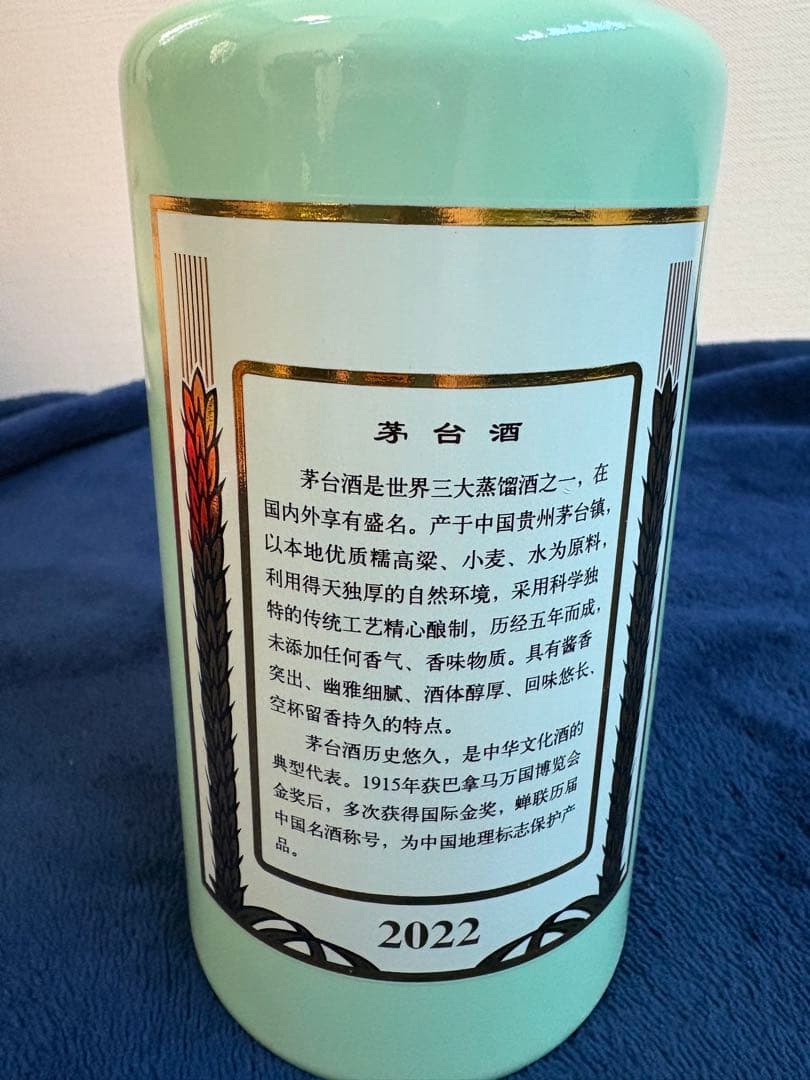 茅台酒
茅台酒是世界三大蒸馏酒之一，在
国内外享有盛名。产于中国贵州茅台镇，
以本地优质糯高粱、小麦、水为原料，
利用得天独厚的自然环境，采用科学独
特的传统工艺精心酿制，历经五年而成，
未添加任何香气、香味物质。具有酱香
突出、幽雅细腻、酒体醇厚、回味悠长、
空杯留香持久的特点。
茅台酒历史悠久，是中华文化酒的
典型代表。1915年获巴拿马万国博览会
金奖后，多次获得国际金奖，蝉联历届
中国名酒称号，为中国地理标志保护产
品。
2022